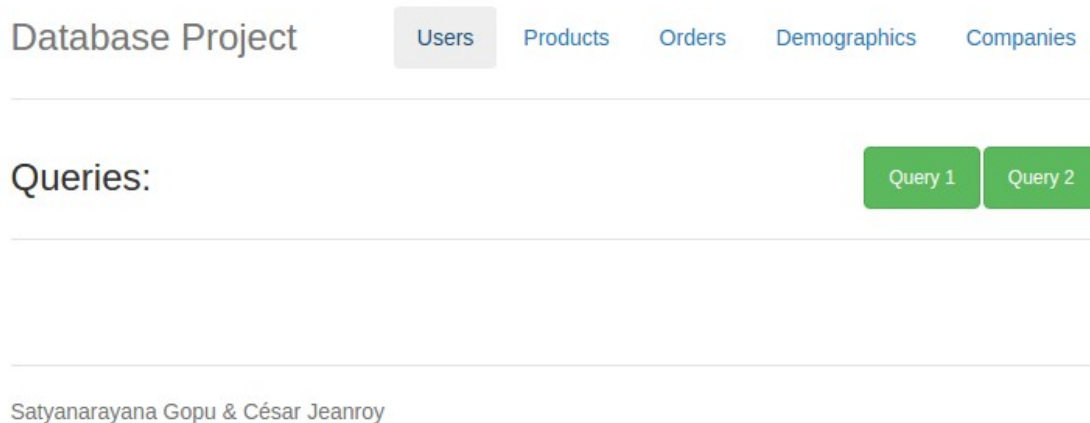 Database Project Users Products Orders Demographics Companies
Queries: Query 1 Query 2
Satyanarayana Gopu & César Jeanroy